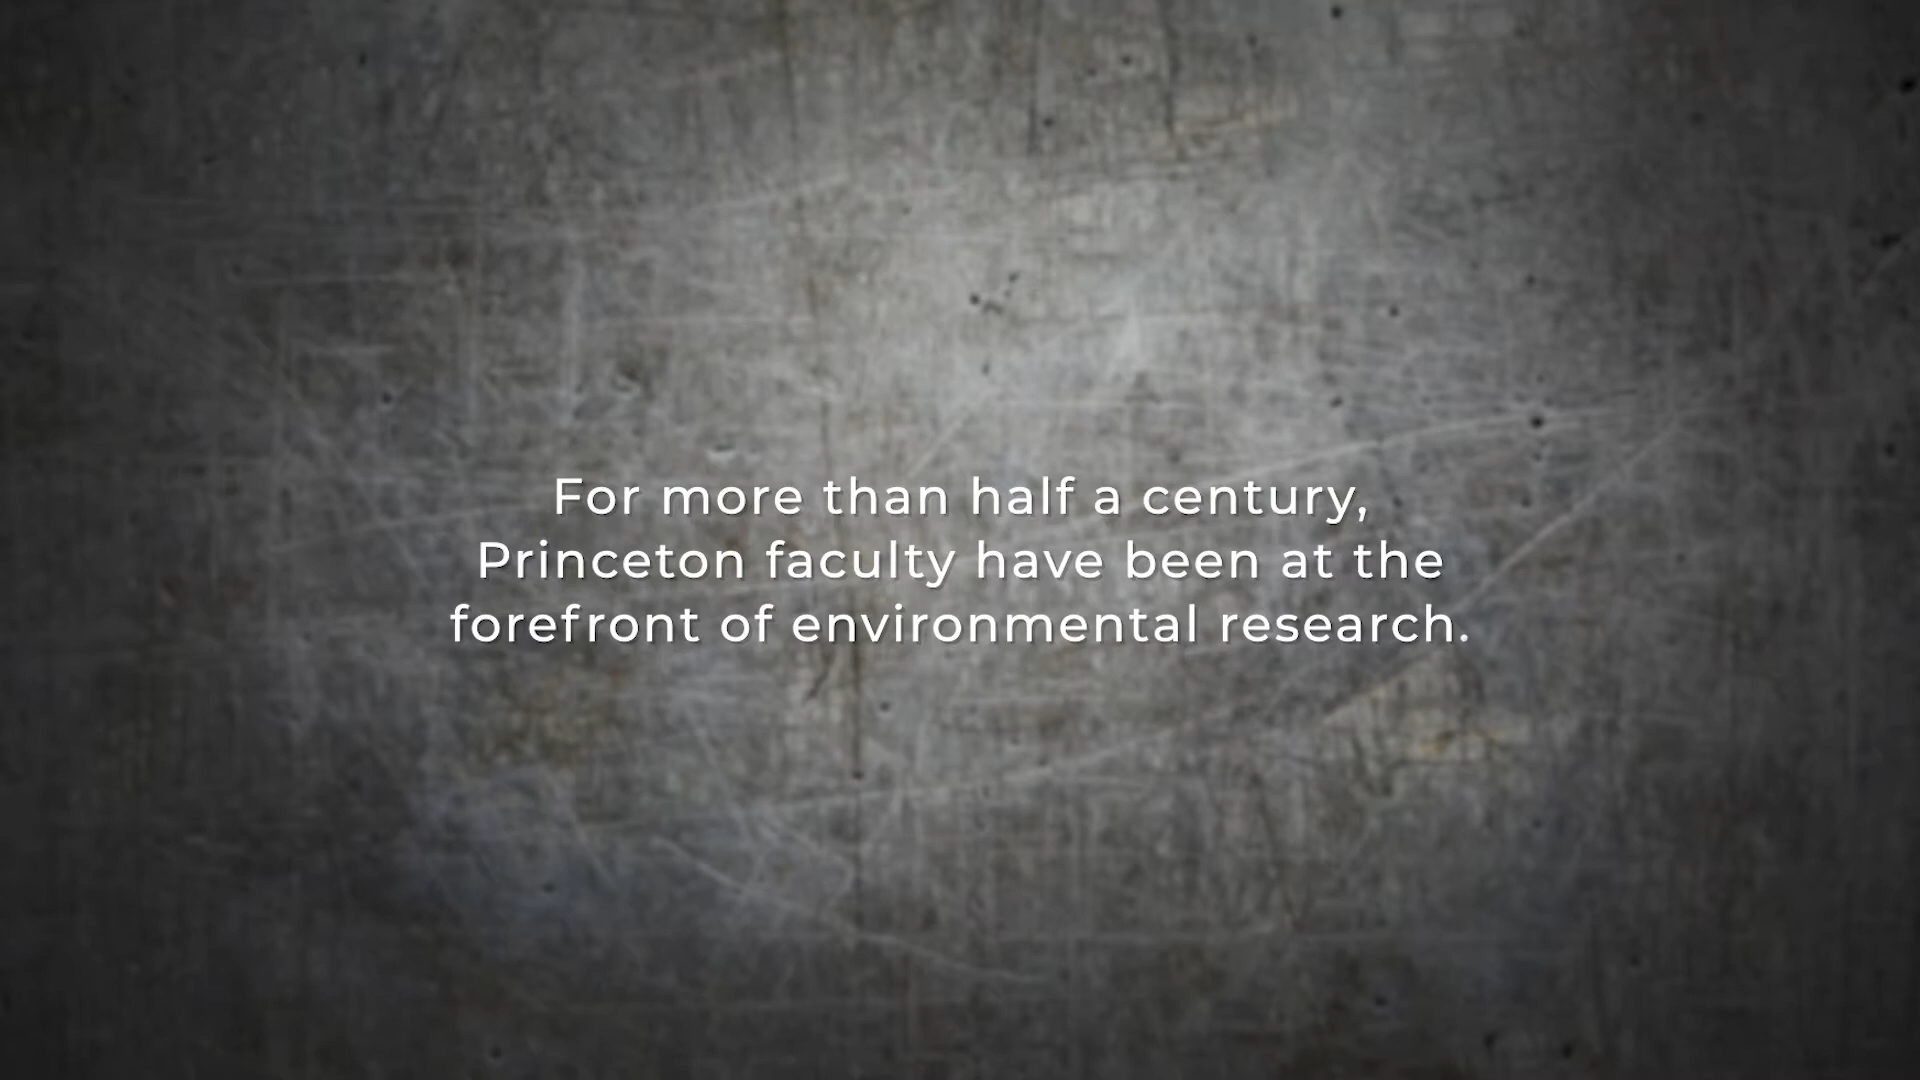 For more than half a century,
Princeton faculty have been at the
forefront of environmental research.